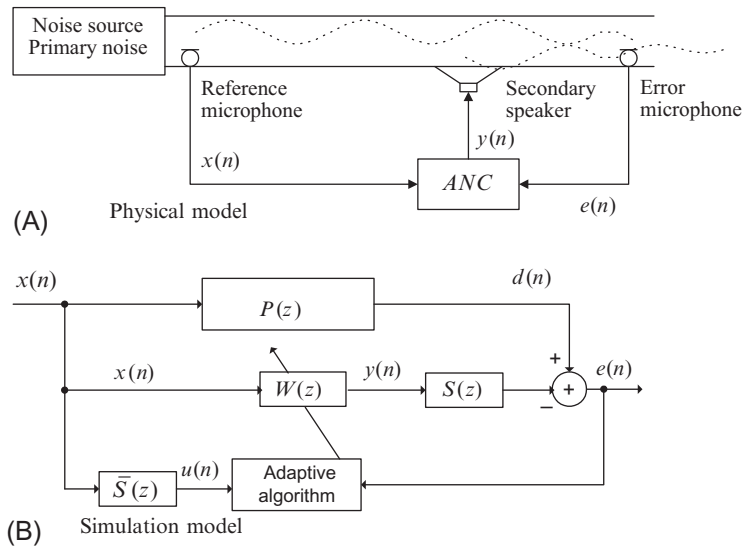 Noise source
Primary noise
Reference
microphone
Secondary
speaker
Error
microphone
x(n)
y(n)
ANC
e(n)
Physical model
(A)
x(n)
P(z)
d(n)
+
x(n)
W(z)
y(n)
S(z)
−
+
e(n)
S̅(z)
u(n)
Adaptive
algorithm
Simulation model
(B)